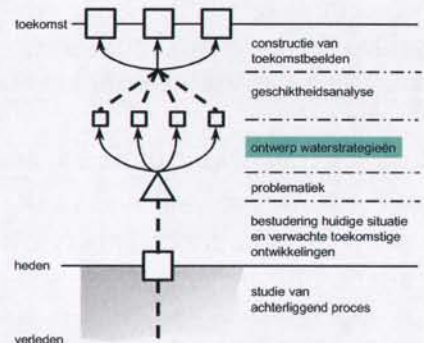 toekomst
constructie van
toekomstbeelden
geschiktheidsanalyse
ontwerp waterstrategieën
problematiek
bestudering huidige situatie
en verwachte toekomstige
ontwikkelingen
heden
studie van
achterliggend proces
verleden